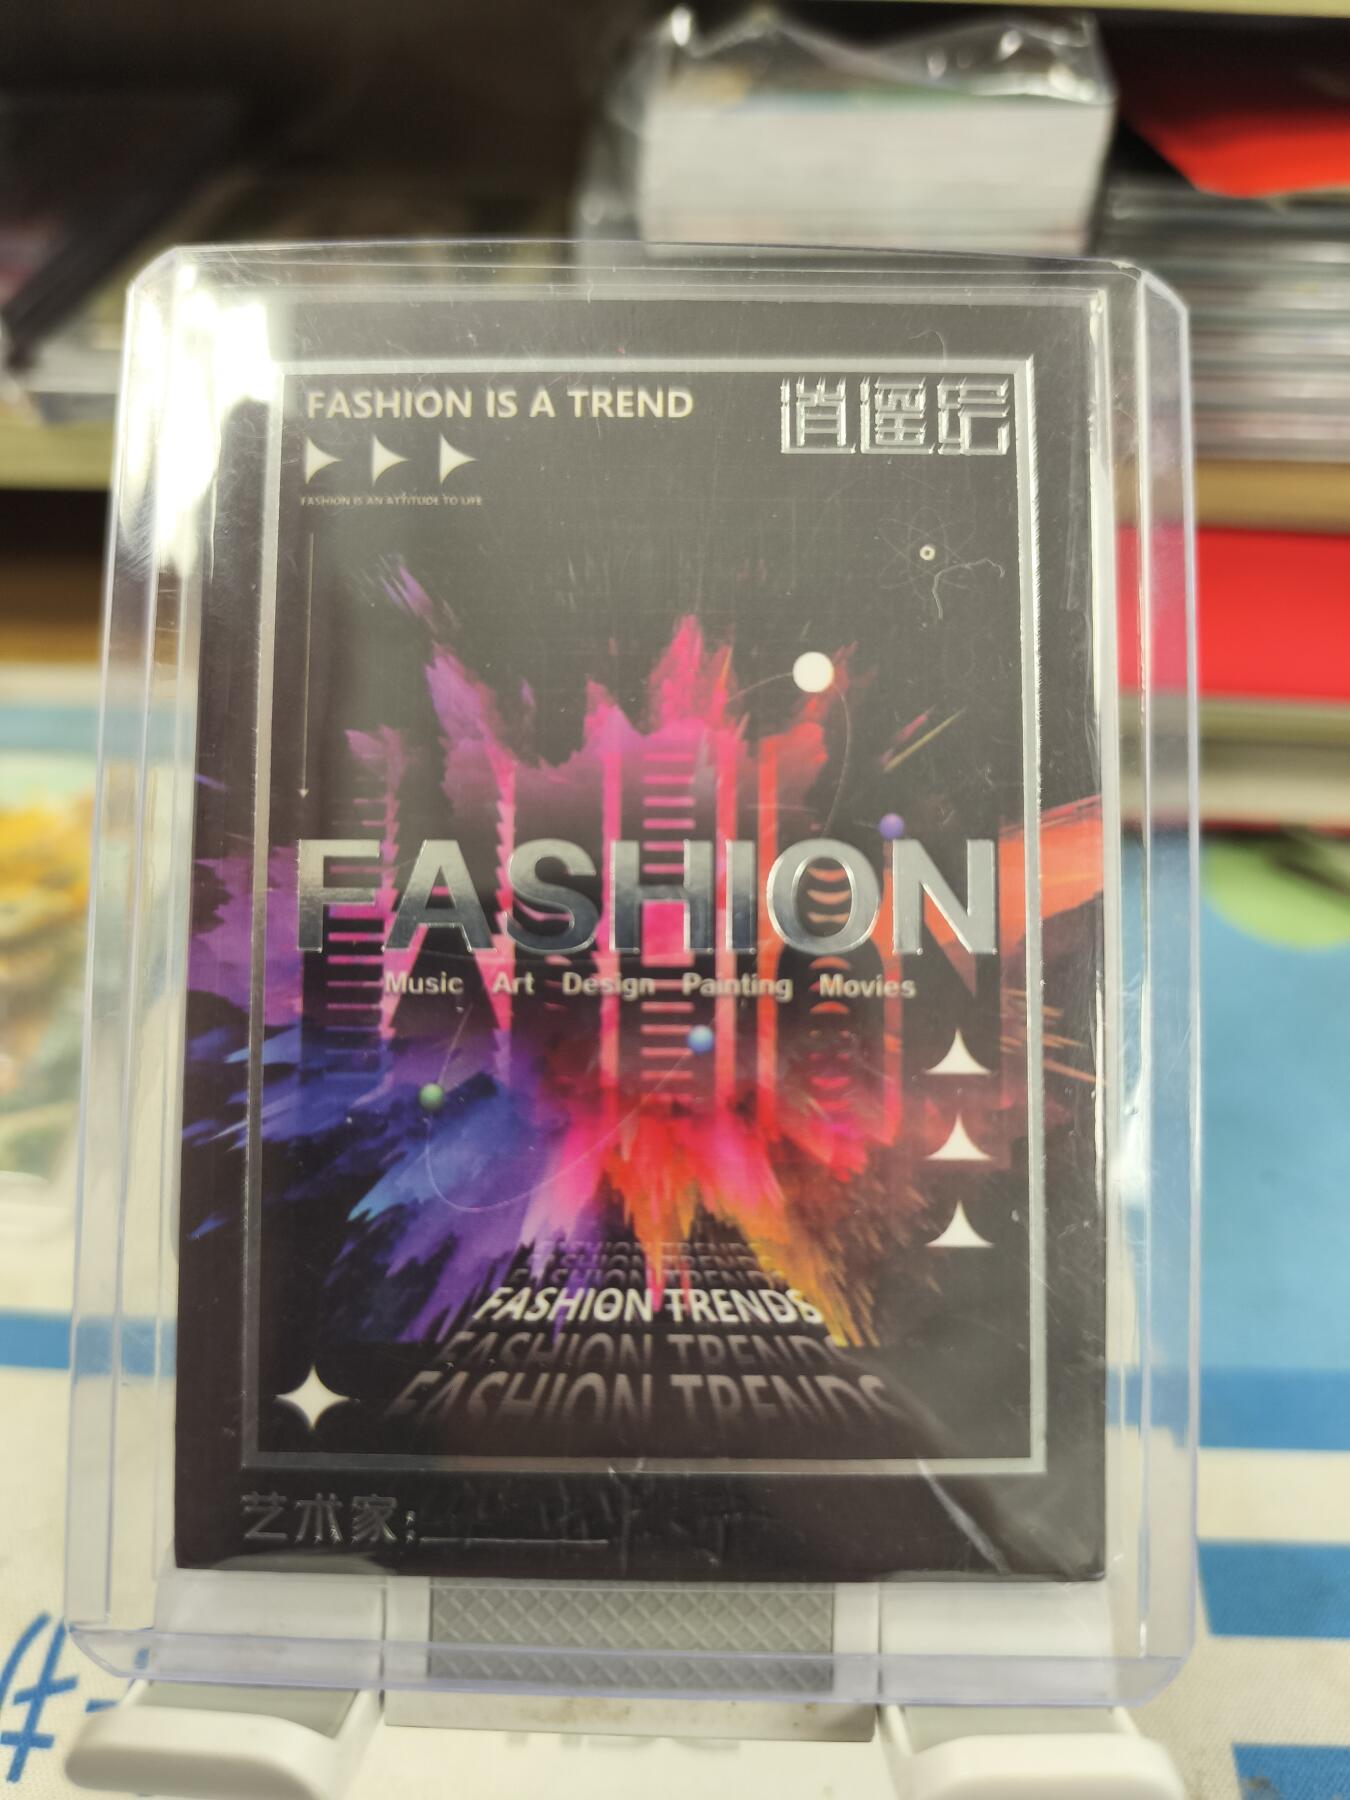 FASHION IS A TREND
逍遥玩
FASHION IS AN ATTITUDE TO LIFE
FASHION
Music Art Design Painting Movies
FASHION TRENDS
FASHION TRENDS
FASHION TRENDS
FASHION TRENDS
FASHION TRENDS
艺术家: